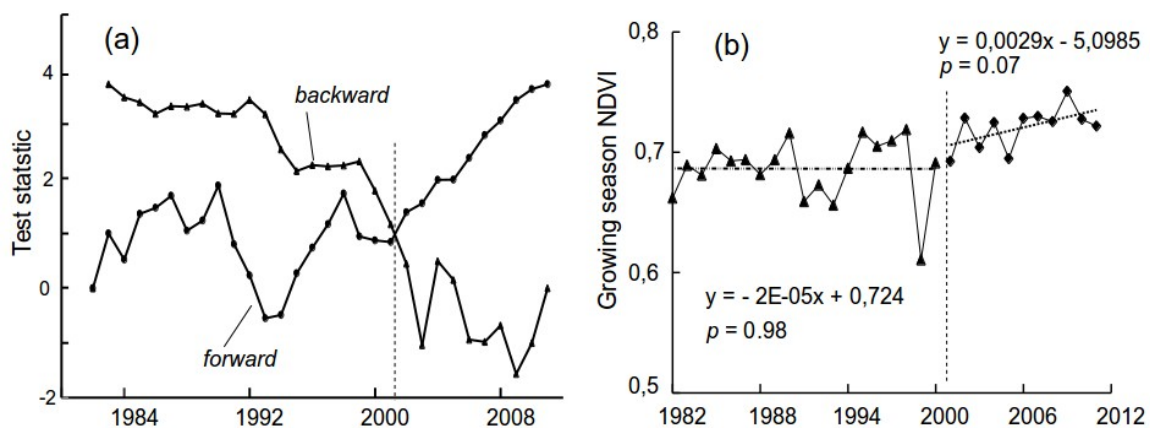 (a)
backward
forward
Test statistic
4
2
0
-2
1984
1992
2000
2008
(b)
y = 0,0029x - 5,0985
p = 0.07
y = - 2E-05x + 0,724
p = 0.98
Growing season NDVI
0,8
0,7
0,6
0,5
1982
1988
1994
2000
2006
2012